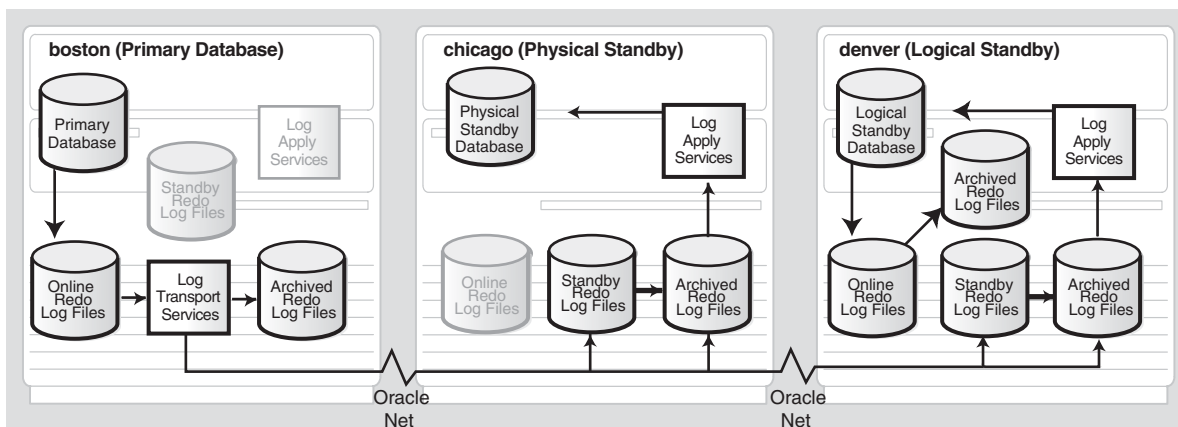 boston (Primary Database)
Primary
Database
Log
Apply
Services
Standby
Redo
Log Files
Online
Redo
Log Files
Log
Transport
Services
Archived
Redo
Log Files
chicago (Physical Standby)
Physical
Standby
Database
Log
Apply
Services
Online
Redo
Log Files
Standby
Redo
Log Files
Archived
Redo
Log Files
denver (Logical Standby)
Logical
Standby
Database
Archived
Redo
Log Files
Log
Apply
Services
Online
Redo
Log Files
Standby
Redo
Log Files
Archived
Redo
Log Files
Oracle
Net
Oracle
Net